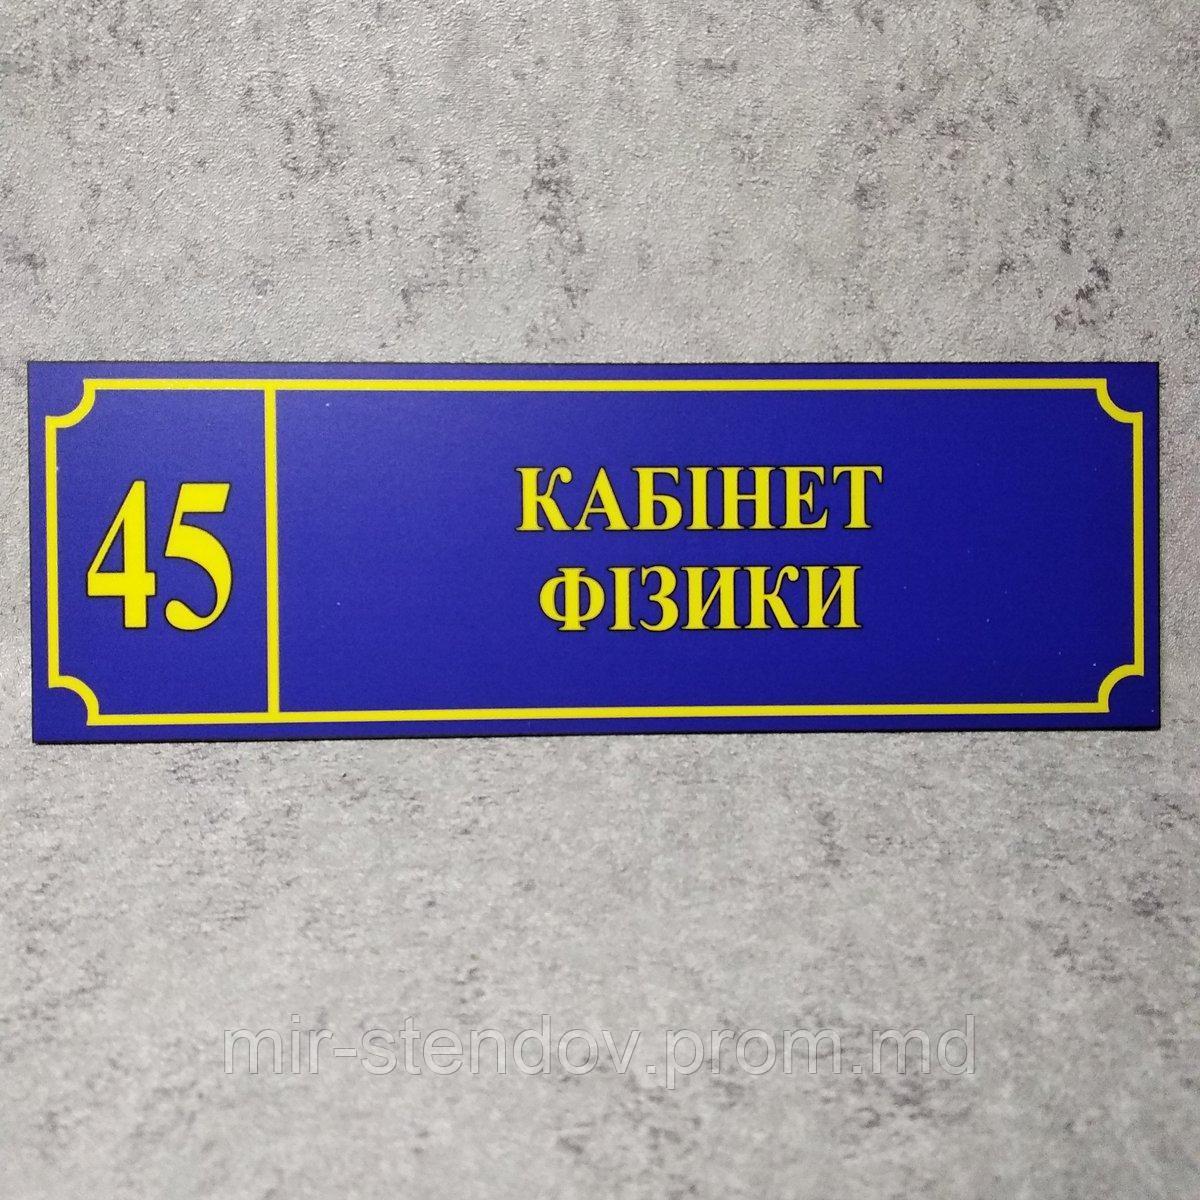 45
КАБІНЕТ
ФІЗИКИ
mir-stendov.prom.md